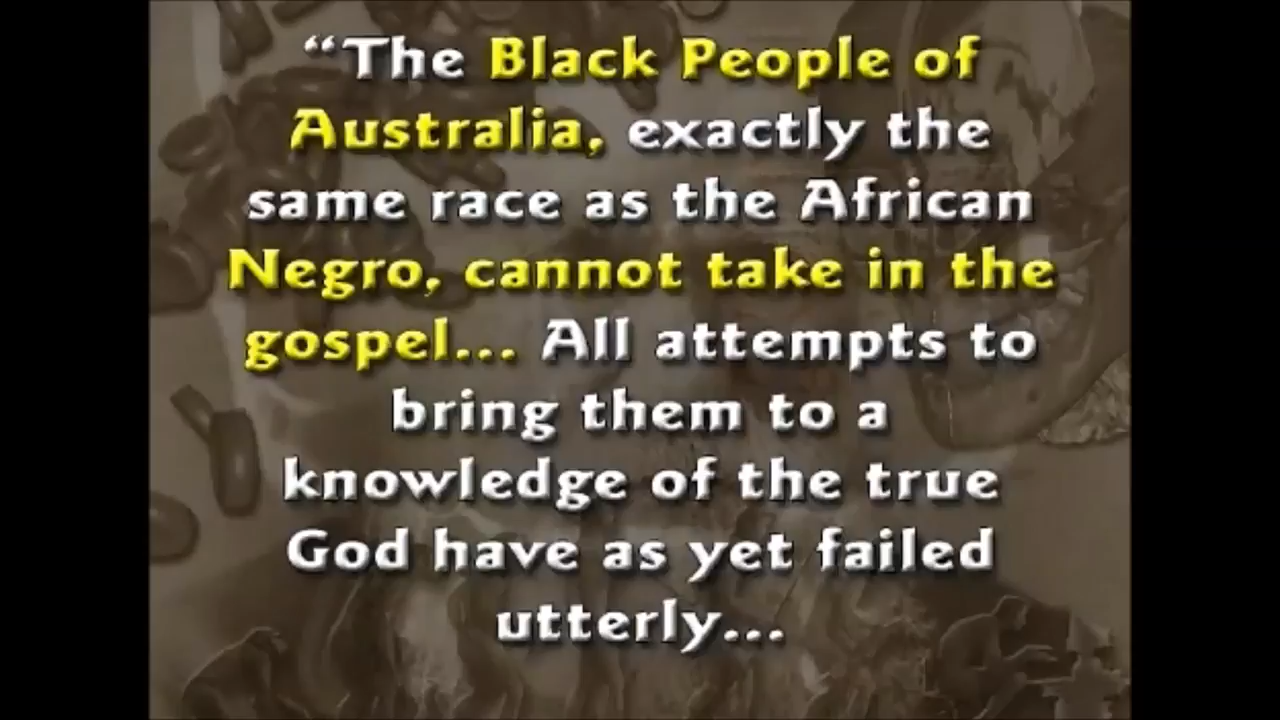 “The Black People of
Australia, exactly the
same race as the African
Negro, cannot take in the
gospel... All attempts to
bring them to a
knowledge of the true
God have as yet failed
utterly...